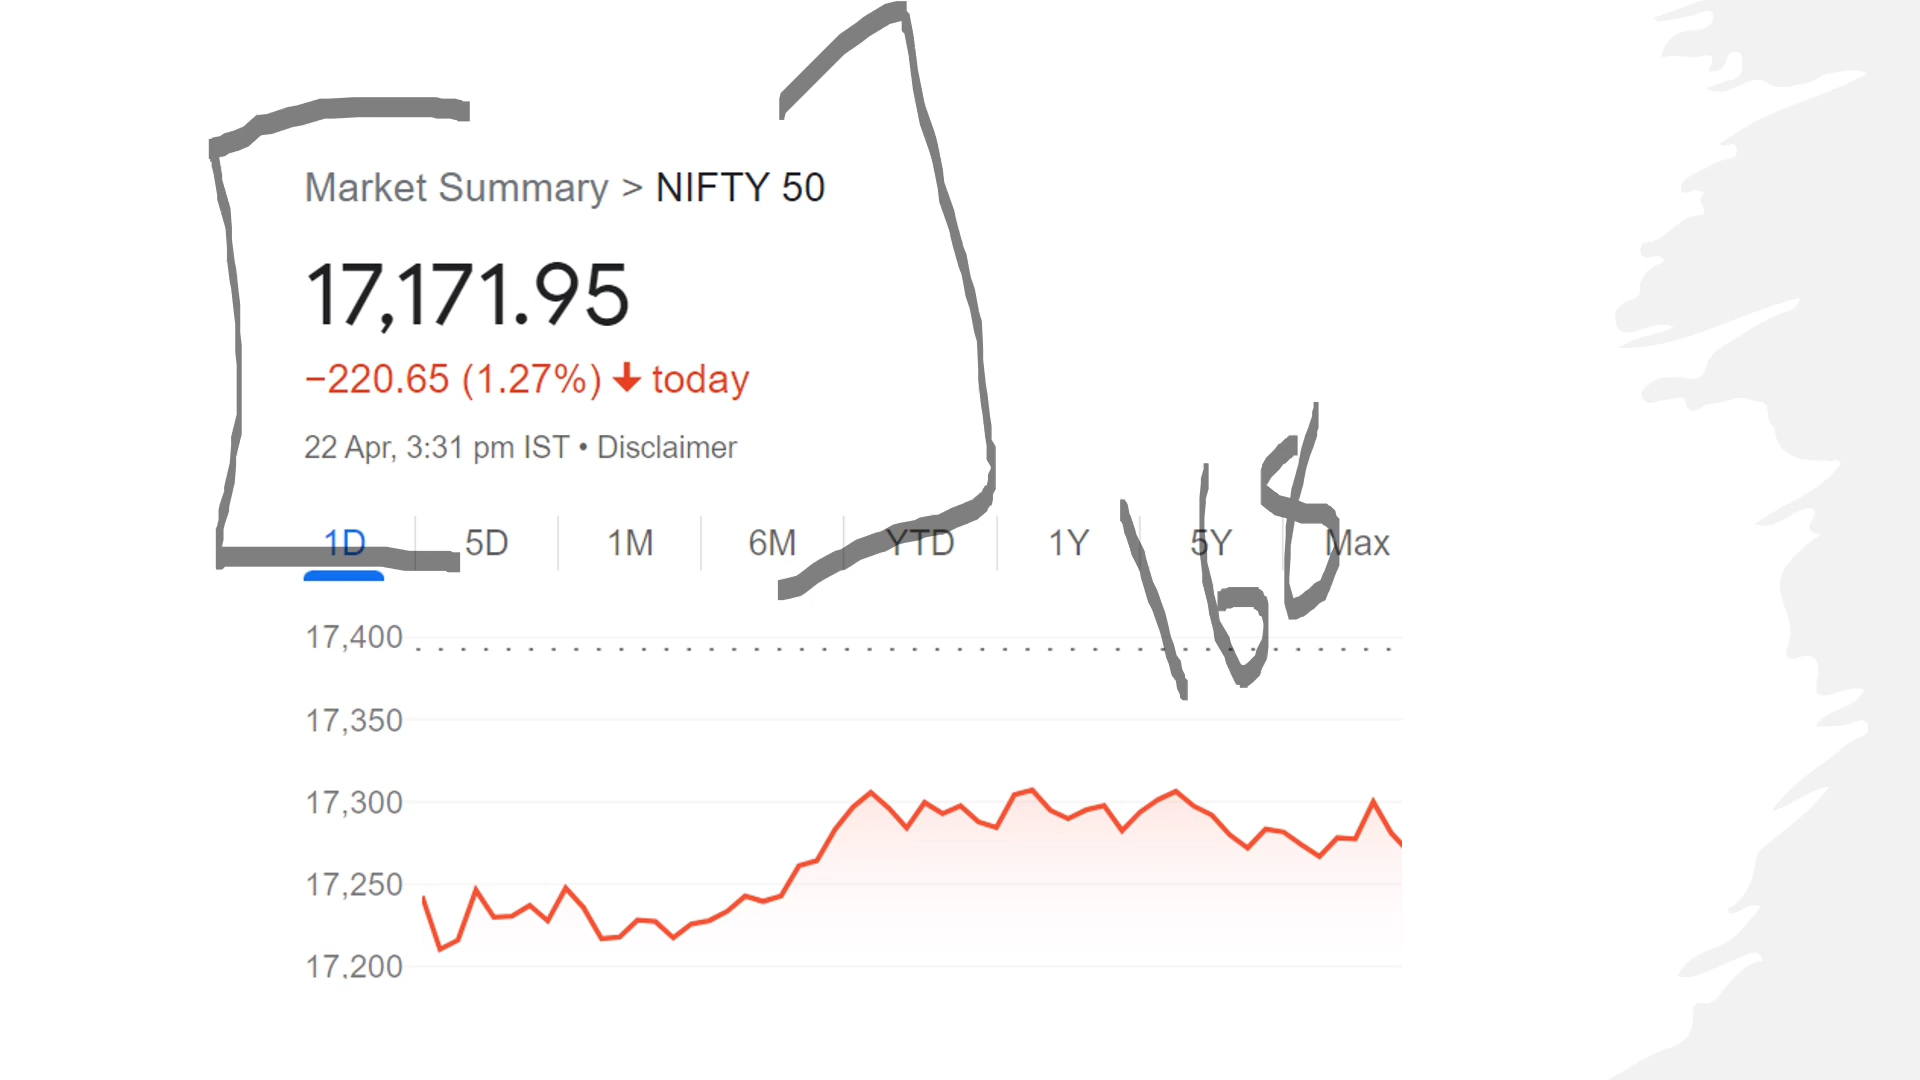 Market Summary > NIFTY 50
17,171.95
−220.65 (1.27%) ↓ today
22 Apr, 3:31 pm IST • Disclaimer
1D 5D 1M 6M YTD 1Y 5Y Max
168
17,400
17,350
17,300
17,250
17,200